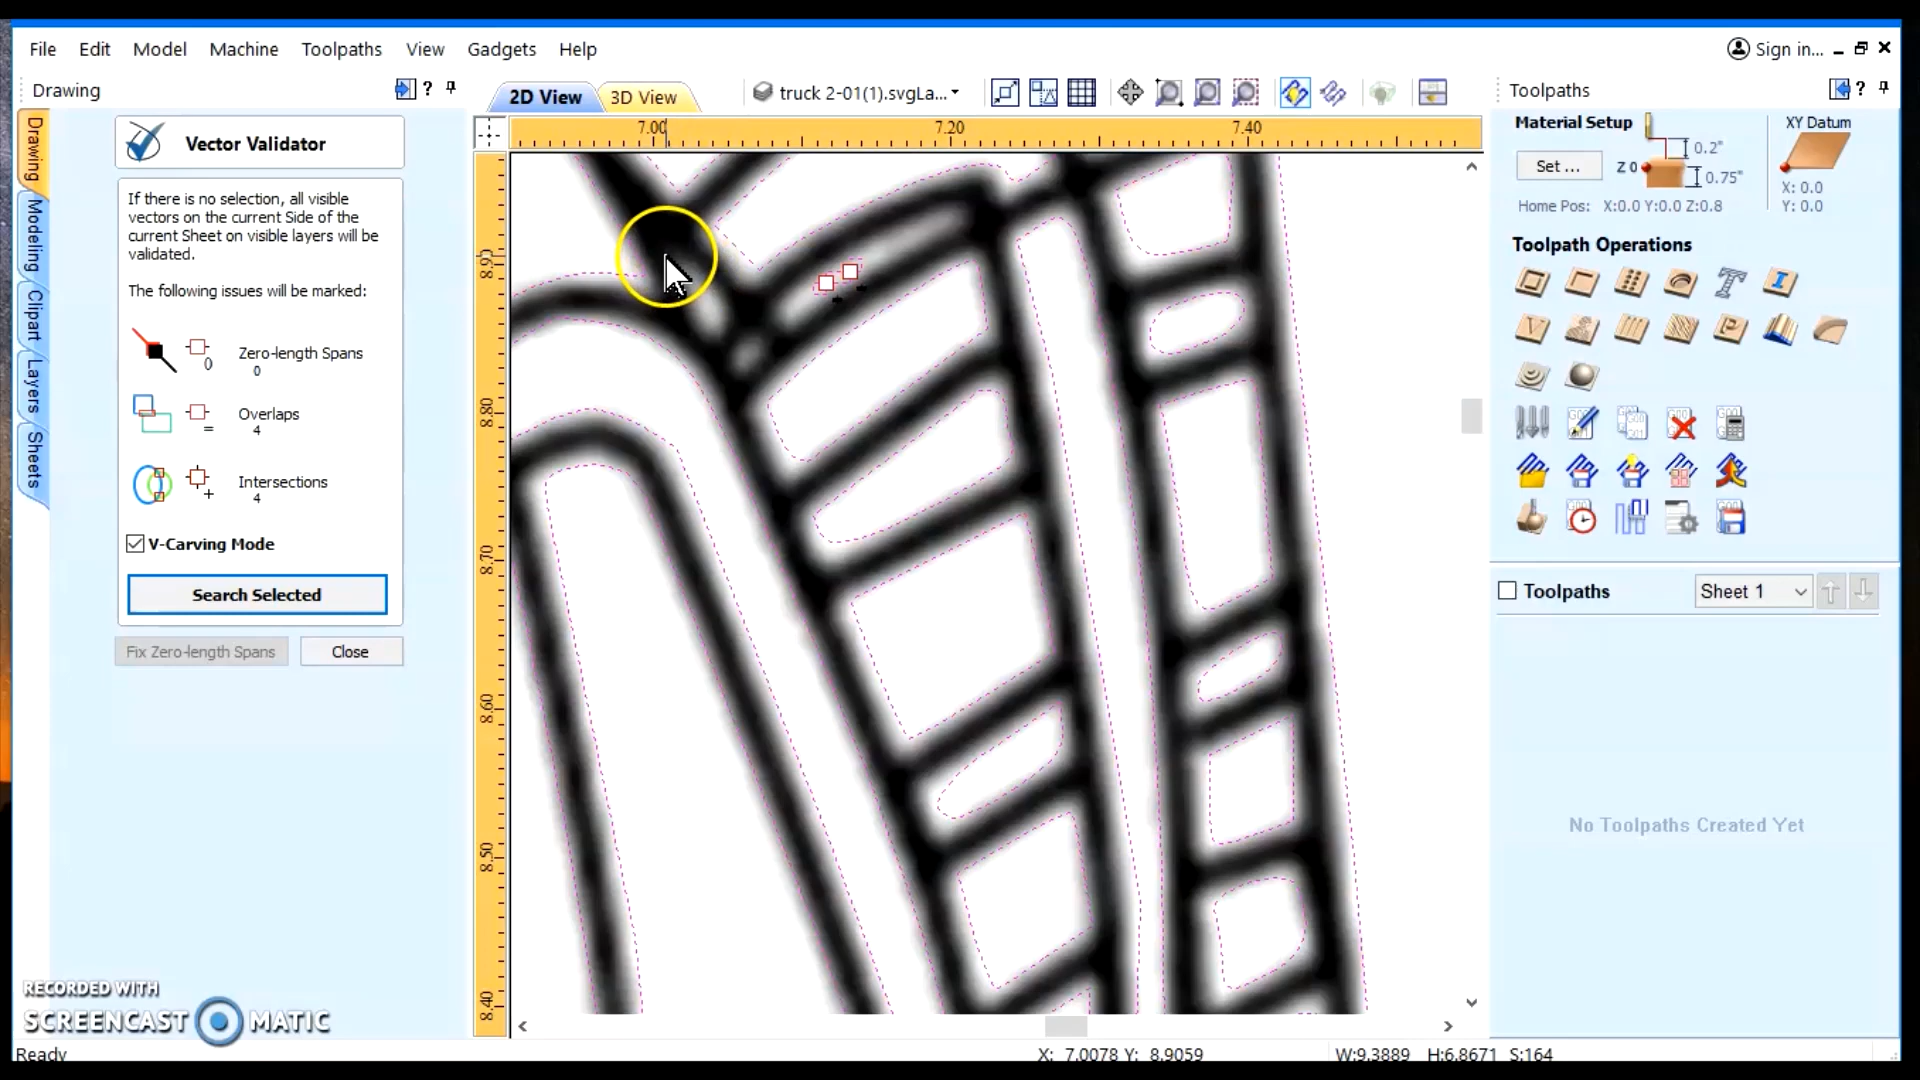 File Edit Model Machine Toolpaths View Gadgets Help
Sign in...
Drawing
?
2D View
3D View
truck 2-01(1).svgLa...
Toolpaths
?
Drawing
Modeling
Clipart
Layers
Sheets
Vector Validator
If there is no selection, all visible
vectors on the current Side of the
current Sheet on visible layers will be
validated.
The following issues will be marked:
0
Zero-length Spans
0
=
Overlaps
4
+
Intersections
4
V-Carving Mode
Search Selected
Fix Zero-length Spans
Close
7.00 7.20 7.40
8.90
8.80
8.70
8.60
8.50
8.40
Material Setup
Set ...
Z 0
0.2"
0.75"
XY Datum
X: 0.0
Y: 0.0
Home Pos: X:0.0 Y:0.0 Z:0.8
Toolpath Operations
Toolpaths
Sheet 1
No Toolpaths Created Yet
RECORDED WITH
SCREENCAST MATIC
Ready
X: 7.0078 Y: 8.9059
W:9.3889 H:6.8671 S:164